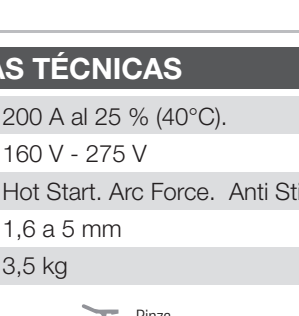 AS TÉCNICAS
200 A al 25 % (40°C).
160 V - 275 V
Hot Start. Arc Force. Anti Sti
1,6 a 5 mm
3,5 kg
Pinza